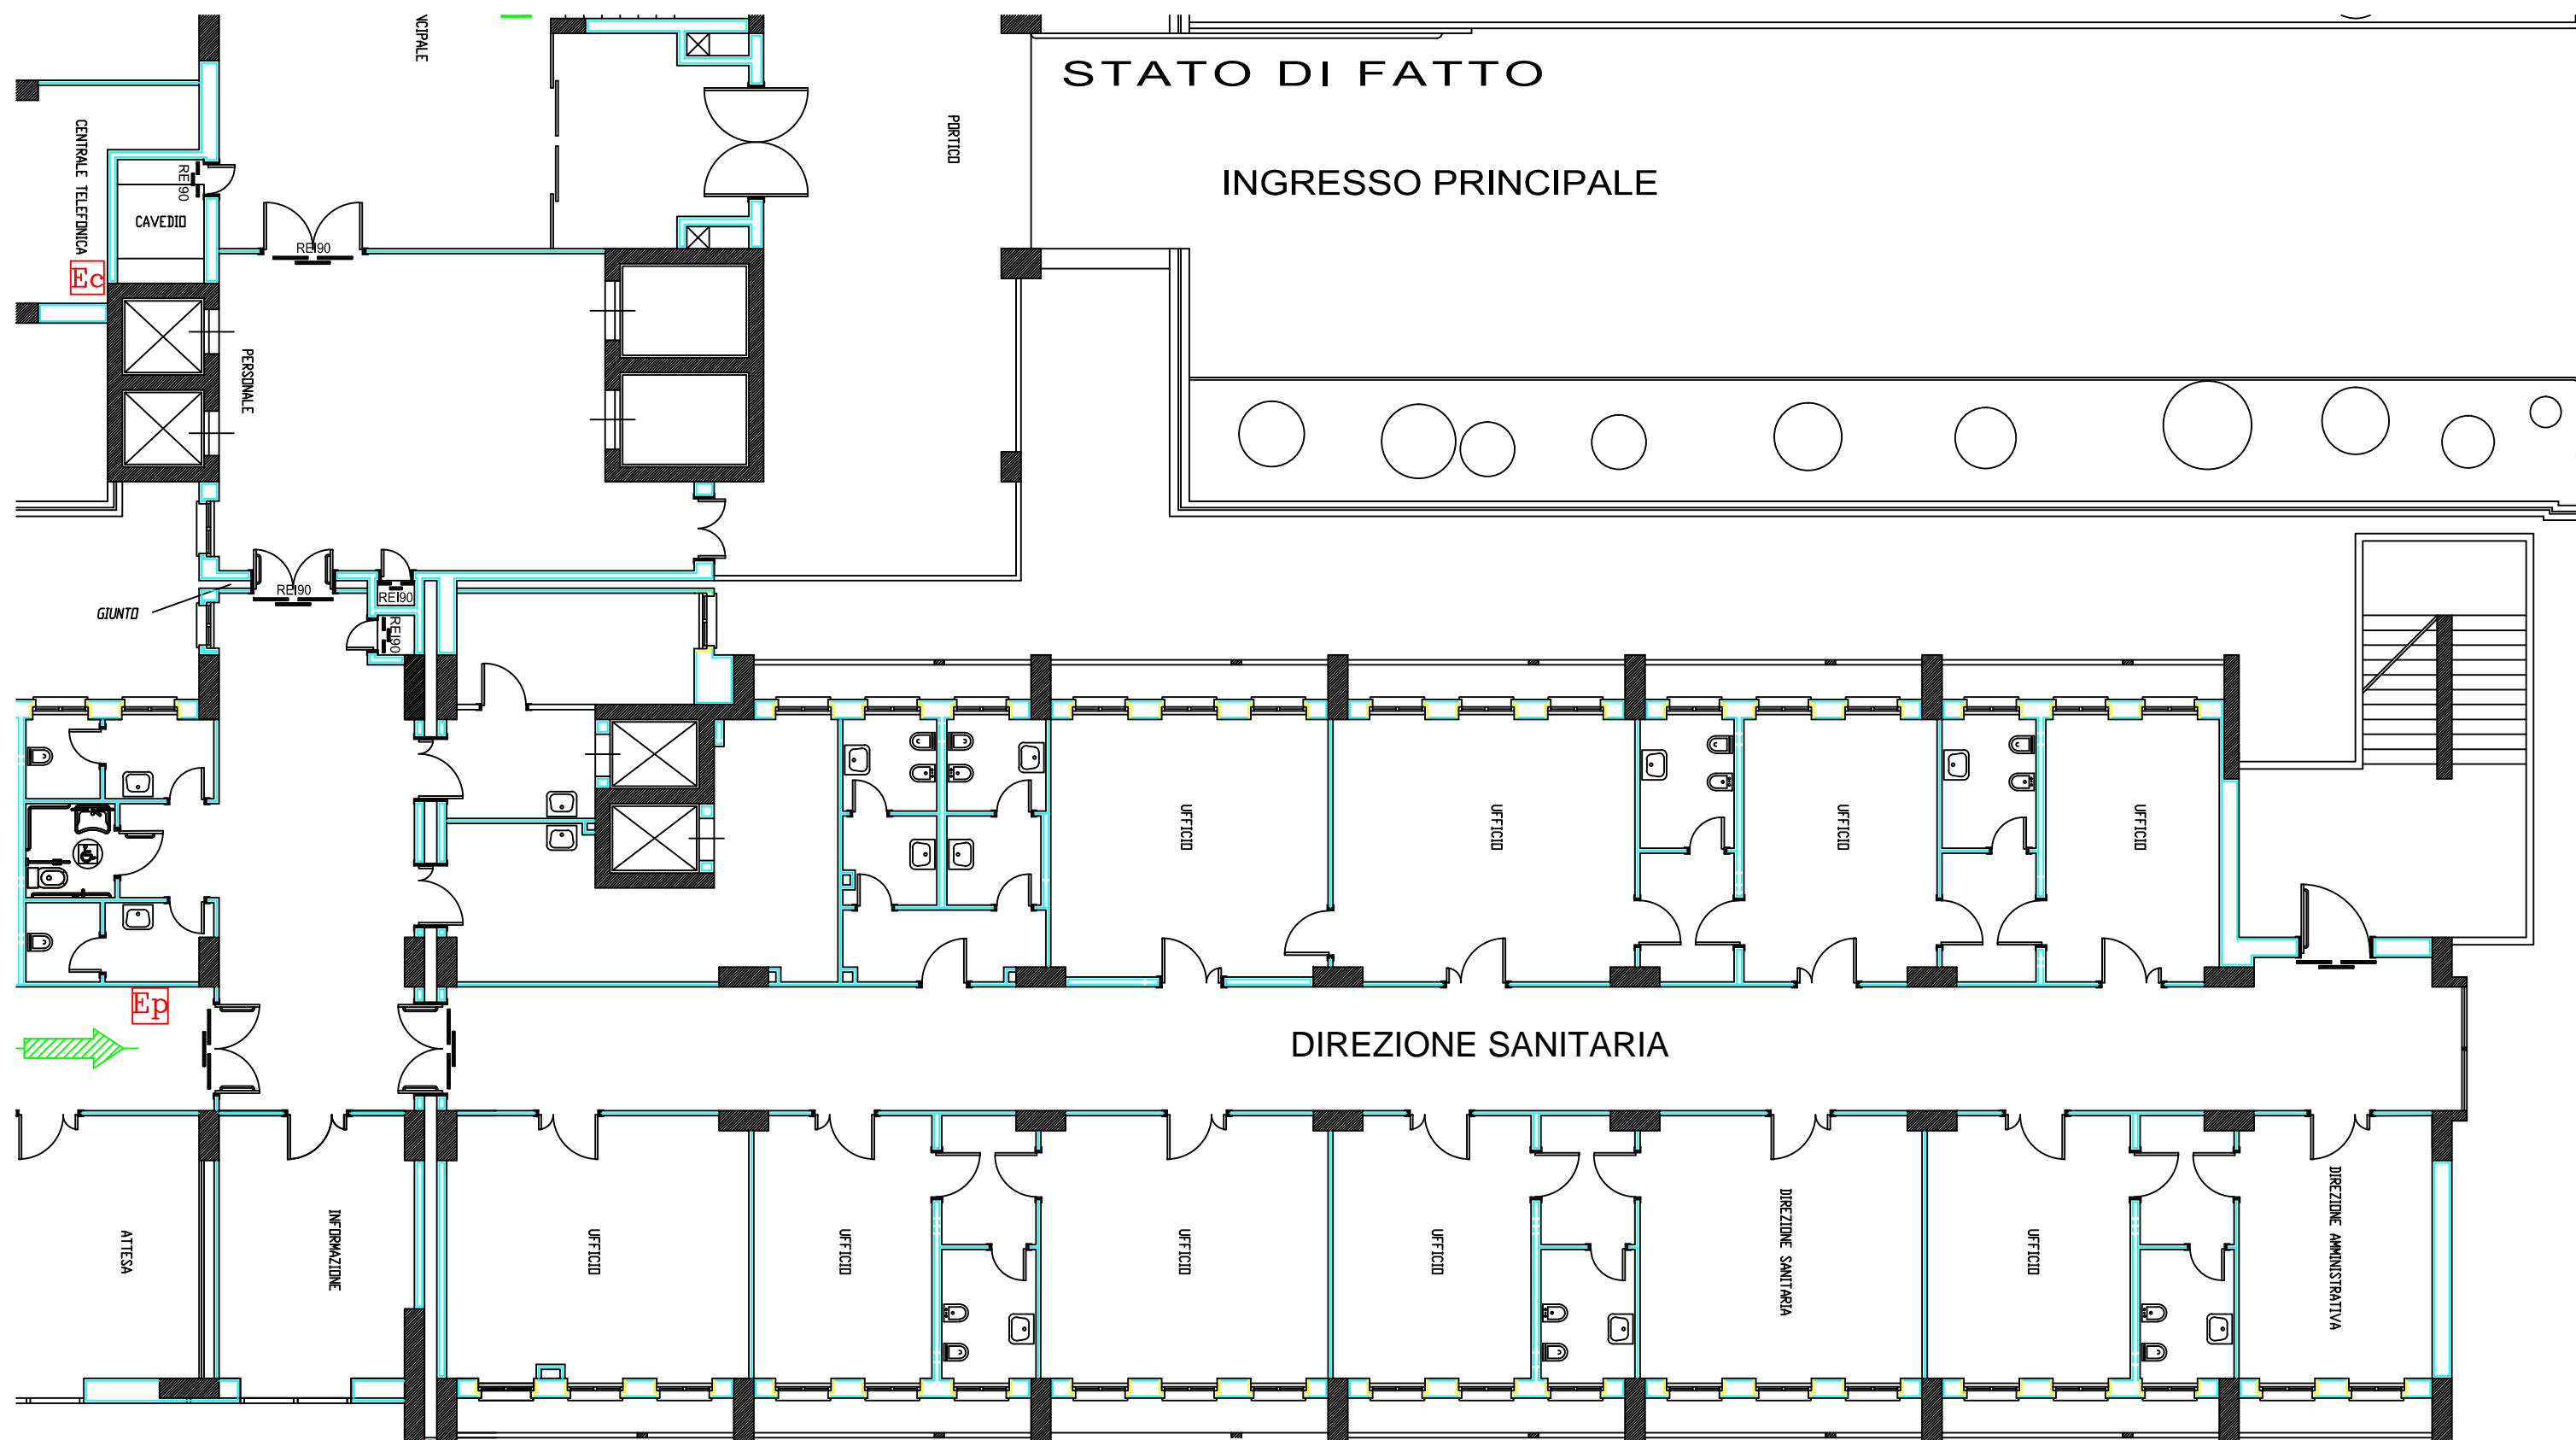 NCIPALE
STATO DI FATTO
PORTICO
CENTRALE TELEFONICA
REI90
INGRESSO PRINCIPALE
CAVEDIO
REI90
Ec
PERSONALE
REI90
REI90
GIUNTO
REI90
UFFICIO
UFFICIO
UFFICIO
UFFICIO
Ep
DIREZIONE SANITARIA
ATTESA
INFORMAZIONE
UFFICIO
UFFICIO
UFFICIO
UFFICIO
DIREZIONE SANITARIA
UFFICIO
DIREZIONE AMMINISTRATIVA